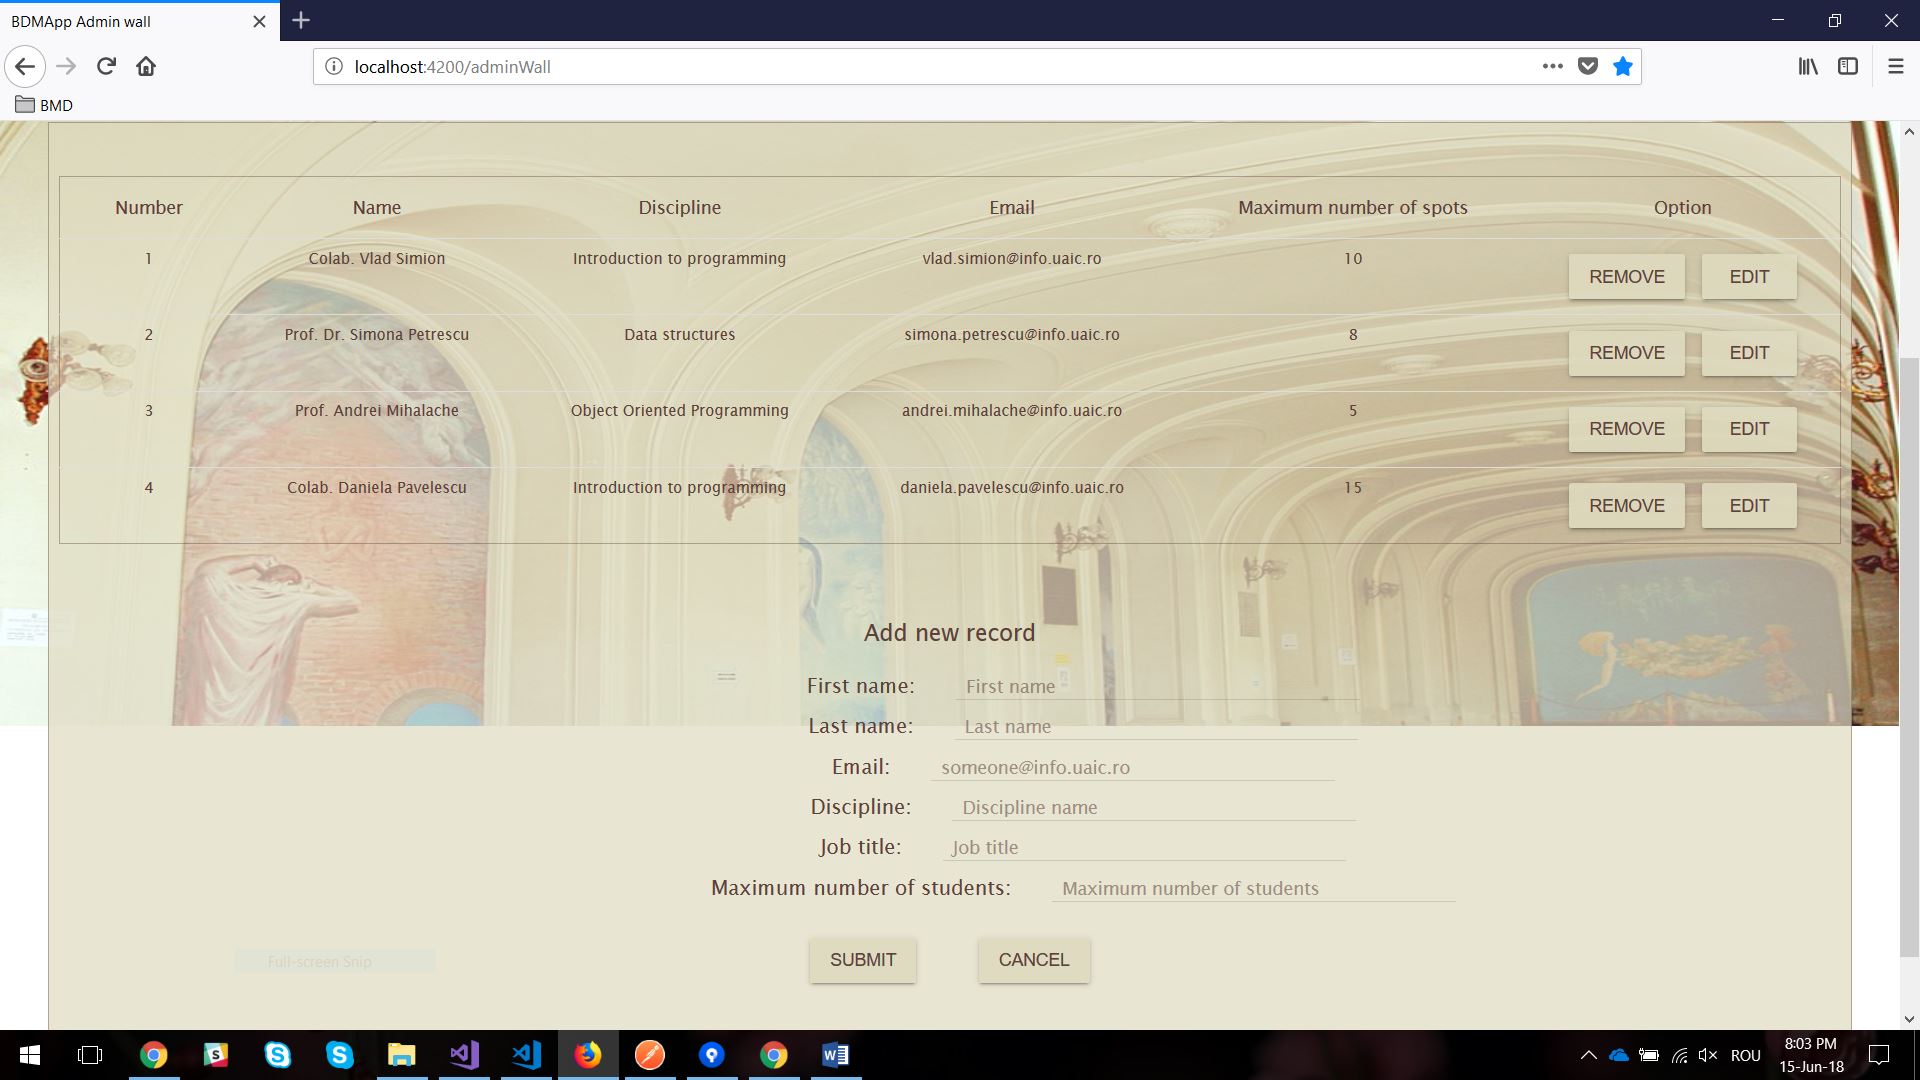 BDMApp Admin wall
localhost:4200/adminWall
BMD
Number Name Discipline Email Maximum number of spots Option
1 Colab. Vlad Simion Introduction to programming vlad.simion@info.uaic.ro 10 REMOVE EDIT
2 Prof. Dr. Simona Petrescu Data structures simona.petrescu@info.uaic.ro 8 REMOVE EDIT
3 Prof. Andrei Mihalache Object Oriented Programming andrei.mihalache@info.uaic.ro 5 REMOVE EDIT
4 Colab. Daniela Pavelescu Introduction to programming daniela.pavelescu@info.uaic.ro 15 REMOVE EDIT
Add new record
First name: First name
Last name: Last name
Email: someone@info.uaic.ro
Discipline: Discipline name
Job title: Job title
Maximum number of students: Maximum number of students
SUBMIT CANCEL
Full-screen Snip
ROU
8:03 PM
15-Jun-18